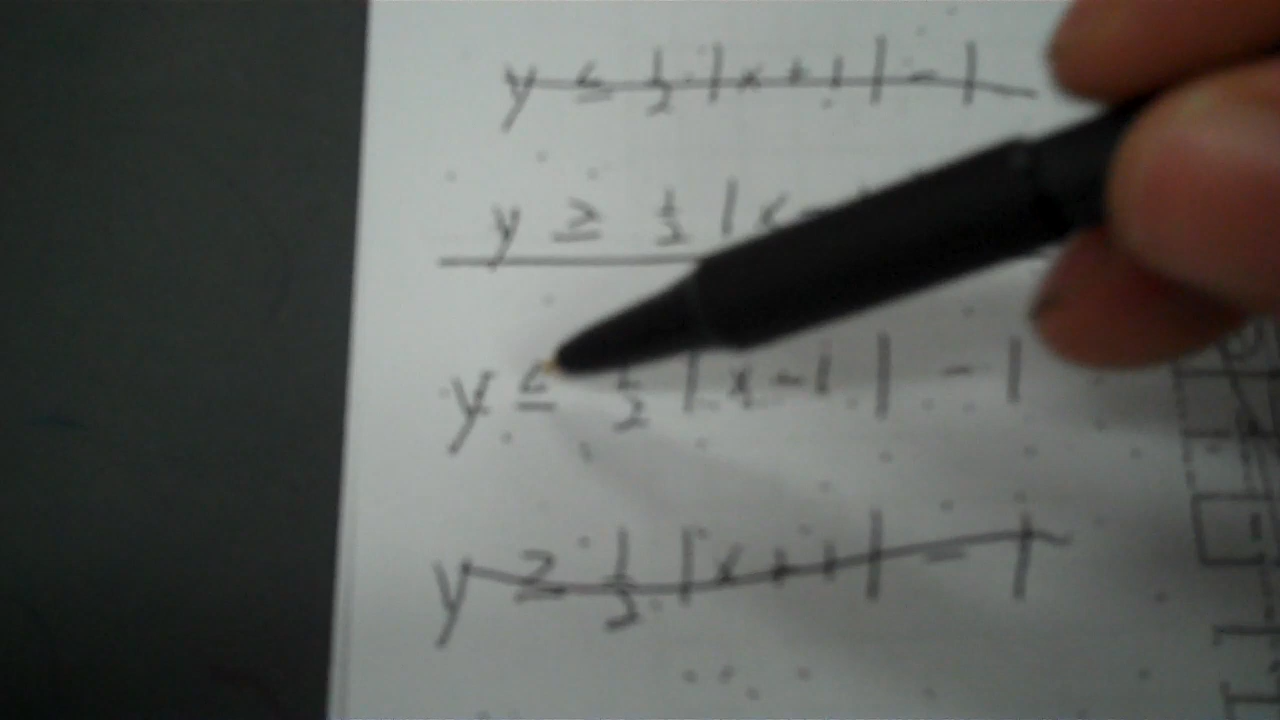 y ≤ 1/2 |x+1| - 1
y ≥ 1/2 |x -
y ≤ 1/2 |x-1| - 1
y ≥ 1/2 |x+1| - 1